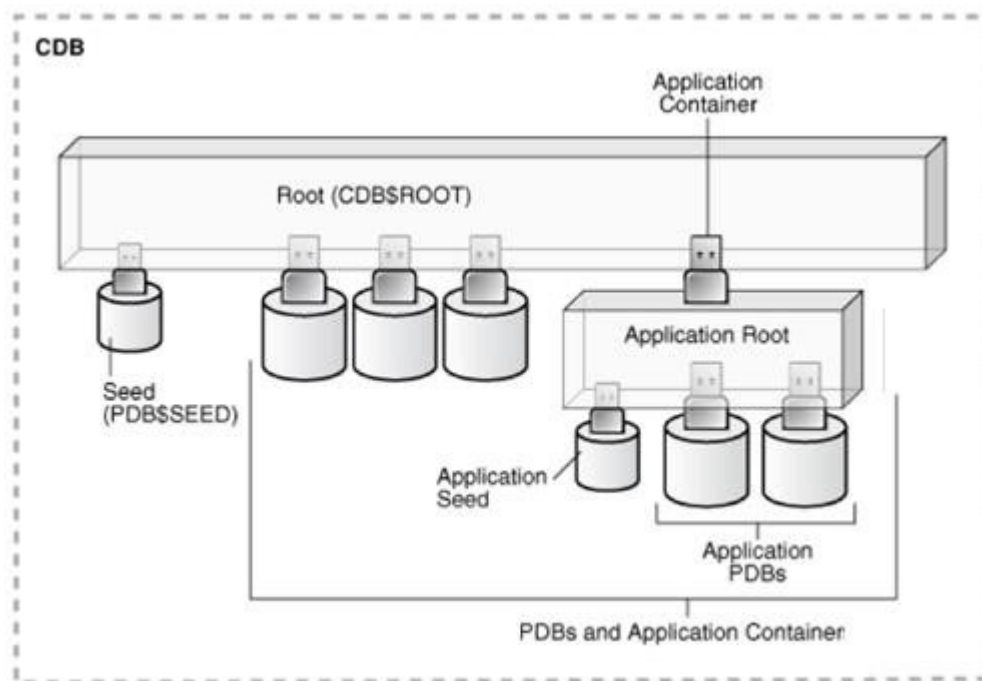 CDB
Application
Container
Root (CDB$ROOT)
Application Root
Seed
(PDB$SEED)
Application
Seed
Application
PDBs
PDBs and Application Container